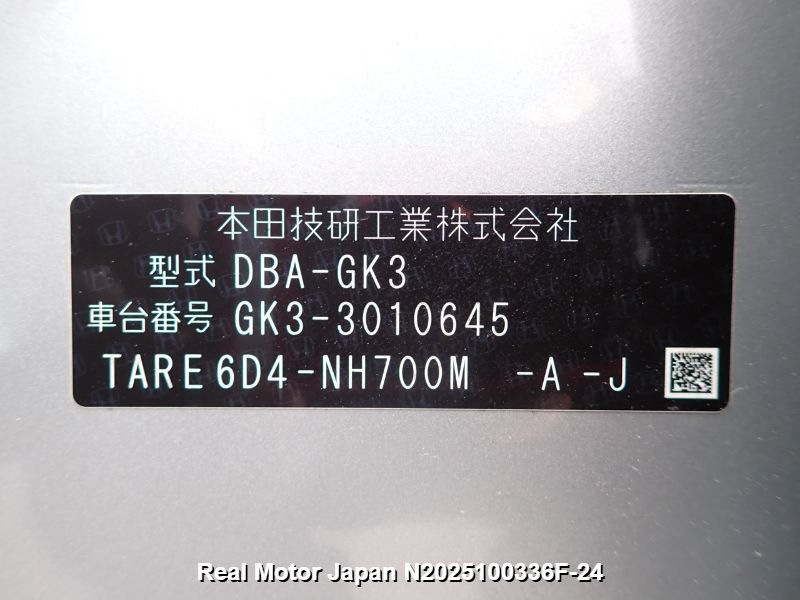 本田技研工業株式会社
型式 DBA-GK3
車台番号 GK3-3010645
TARE6D4-NH700M -A -J
Real Motor Japan N2025100336F-24